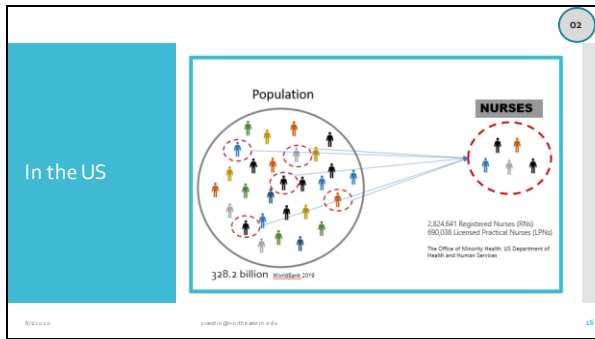 02
In the US
Population
NURSES
2,824,641 Registered Nurses (RNs)
690,038 Licensed Practical Nurses (LPNs)
The Office of Minority Health, US Department of
Health and Human Services
328.2 billion WorldBank 2019
16